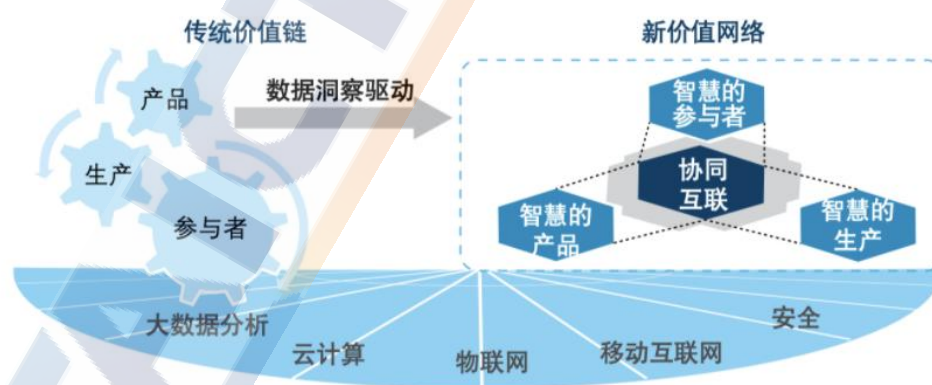 传统价值链
新价值网络
产品
数据洞察驱动
智慧的
参与者
生产
协同
互联
参与者
智慧的
产品
智慧的
生产
大数据分析
云计算
物联网
移动互联网
安全